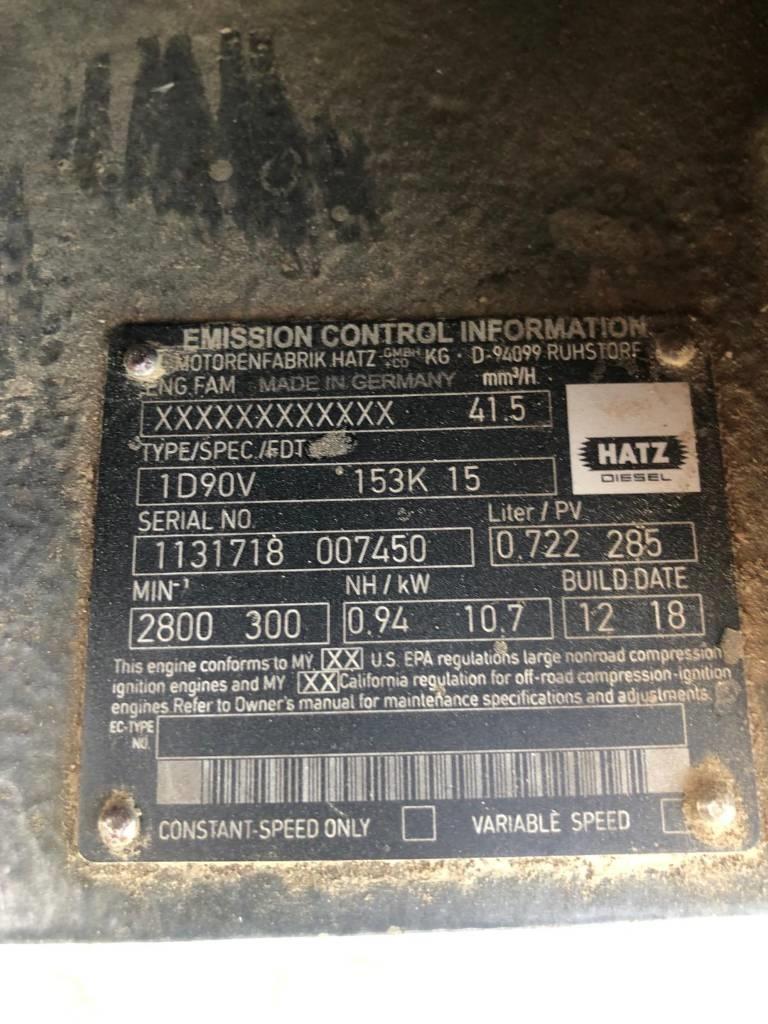 EMISSION CONTROL INFORMATION
MOTORENFABRIK HATZ GMBH +CO KG · D-94099 RUHSTORF
ENG.FAM MADE IN GERMANY mm³/H
XXXXXXXXXXXX 41.5
HATZ
DIESEL
TYPE/SPEC./FDT
1D90V 153K 15
SERIAL NO. Liter / PV
1131718 007450 0.722 285
MIN⁻¹ NH / kW BUILD DATE
2800 300 0.94 10.7 12 18
This engine conforms to MY XX U.S. EPA regulations large nonroad compression
ignition engines and MY XX California regulation for off-road compression-ignition
engines. Refer to Owner's manual for maintenance specifications and adjustments.
EC-TYPE
NO.
CONSTANT-SPEED ONLY VARIABLE SPEED